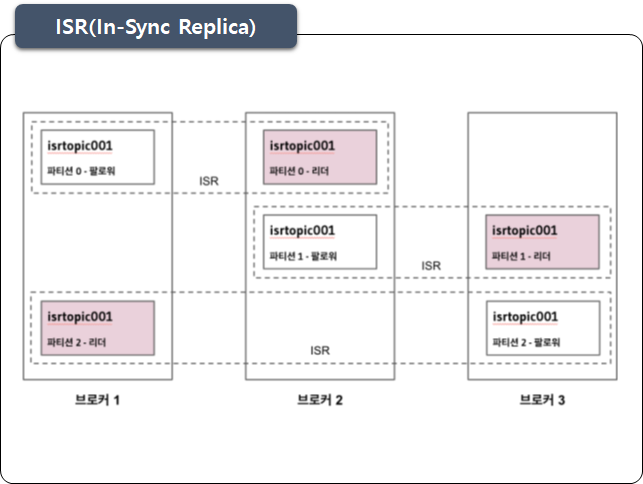 ISR(In-Sync Replica)
isrtopic001
파티션 0 - 팔로워
ISR
isrtopic001
파티션 0 - 리더
isrtopic001
파티션 1 - 팔로워
ISR
isrtopic001
파티션 1 - 리더
isrtopic001
파티션 2 - 리더
ISR
isrtopic001
파티션 2 - 팔로워
브로커 1
브로커 2
브로커 3